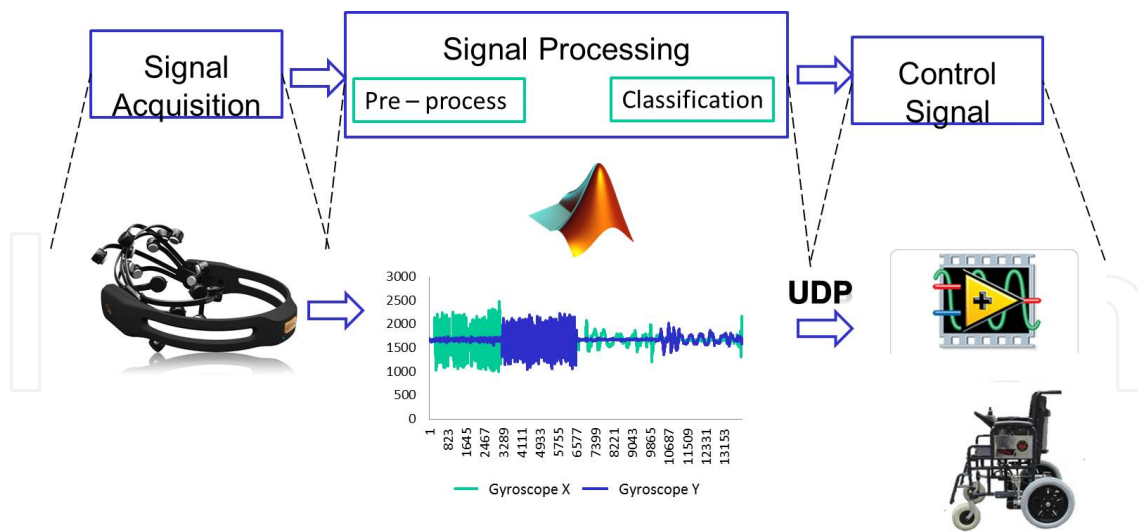 Signal
Acquisition
Signal Processing
Pre – process
Classification
Control
Signal
UDP
3000
2500
2000
1500
1000
500
0
1
823
1645
2467
3289
4111
4933
5755
6577
7399
8221
9043
9865
10687
11509
12331
13153
Gyroscope X
Gyroscope Y